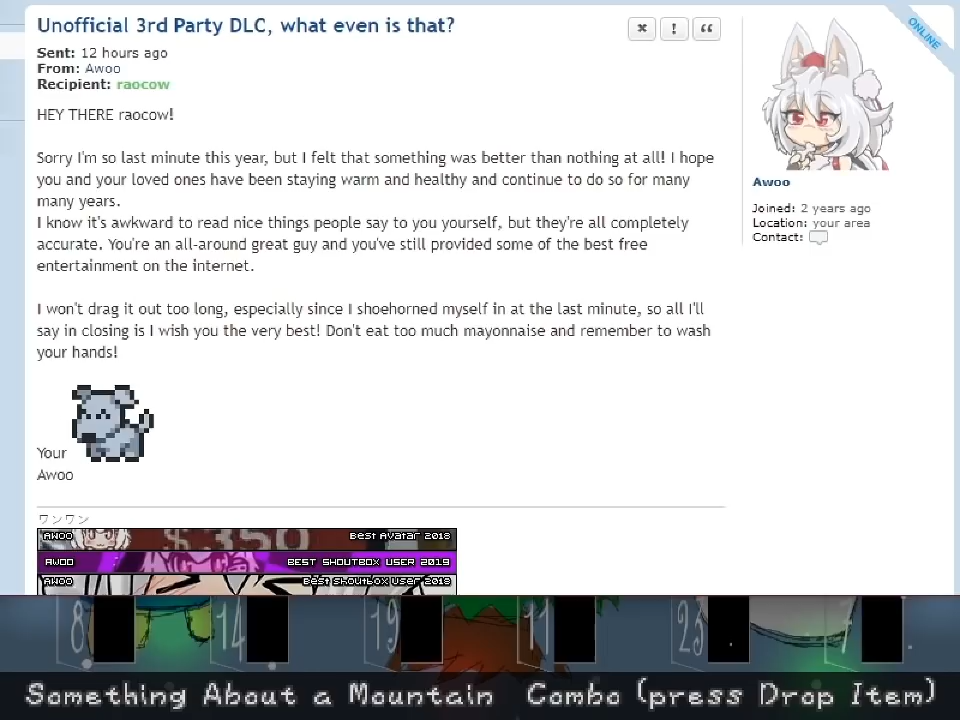 Unofficial 3rd Party DLC, what even is that?
ONLINE
Sent: 12 hours ago
From: Awoo
Recipient: raocow
HEY THERE raocow!
Sorry I'm so last minute this year, but I felt that something was better than nothing at all! I hope
you and your loved ones have been staying warm and healthy and continue to do so for many
many years.
I know it's awkward to read nice things people say to you yourself, but they're all completely
accurate. You're an all-around great guy and you've still provided some of the best free
entertainment on the internet.
I won't drag it out too long, especially since I shoehorned myself in at the last minute, so all I'll
say in closing is I wish you the very best! Don't eat too much mayonnaise and remember to wash
your hands!
Your
Awoo
Awoo
Joined: 2 years ago
Location: your area
Contact:
ワンワン
AWOO $350 Best Avatar 2018
AWOO BEST SHOUTBOX USER 2019
AWOO Best Shoutbox User 2018
8 14 19 11 23 7
Something About a Mountain Combo (press Drop Item)